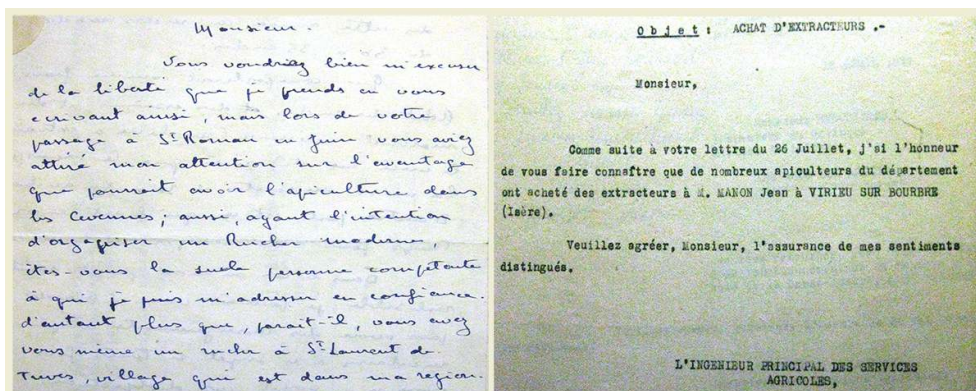 Monsieur.
Vous voudriez bien m'excuser
de la liberté que je prends en vous
écrivant ainsi, mais lors de votre
passage à St Roman en Juin vous aviez
attiré mon attention sur l'avantage
que pourrait avoir l'apiculture dans
les Cevennes; aussi, ayant l'intention
d'organiser un Rucher moderne,
êtes-vous la seule personne compétante
à qui je puis m'adresser en confiance.
d'autant plus que, parait-il, vous avez
vous même un rucher à St Laurent de
Trèves, village qui est dans ma région.
Objet : ACHAT D'EXTRACTEURS .-
Monsieur,
Comme suite à votre lettre du 26 Juillet, j'ai l'honneur
de vous faire connaître que de nombreux apiculteurs du département
ont acheté des extracteurs à M. MANON Jean à VIRIEU SUR BOURBRE
(Isère).
Veuillez agréer, Monsieur, l'assurance de mes sentiments
distingués.
L'INGENIEUR PRINCIPAL DES SERVICES
AGRICOLES,